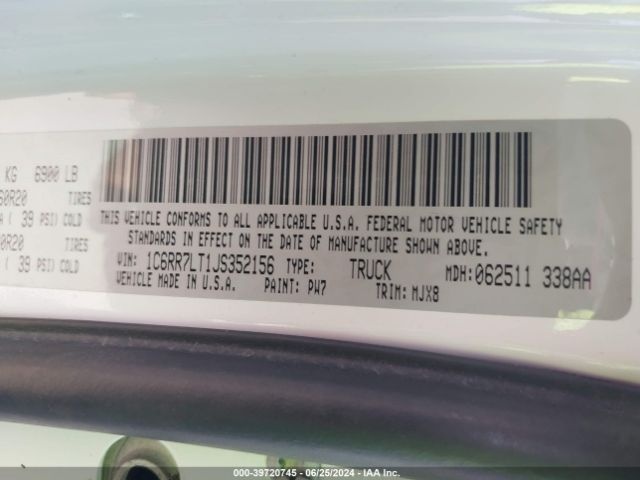 KG 6900 LB
60R20 TIRES
A ( 39 PSI) COLD
0R20 TIRES
( 39 PSI) COLD
THIS VEHICLE CONFORMS TO ALL APPLICABLE U.S.A. FEDERAL MOTOR VEHICLE SAFETY
STANDARDS IN EFFECT ON THE DATE OF MANUFACTURE SHOWN ABOVE.
VIN: 1C6RR7LT1JS352156 TYPE: TRUCK MDH: 062511 338AA
VEHICLE MADE IN U.S.A. PAINT: PW7 TRIM: MJX8
000-39720745 - 06/25/2024 - IAA Inc.